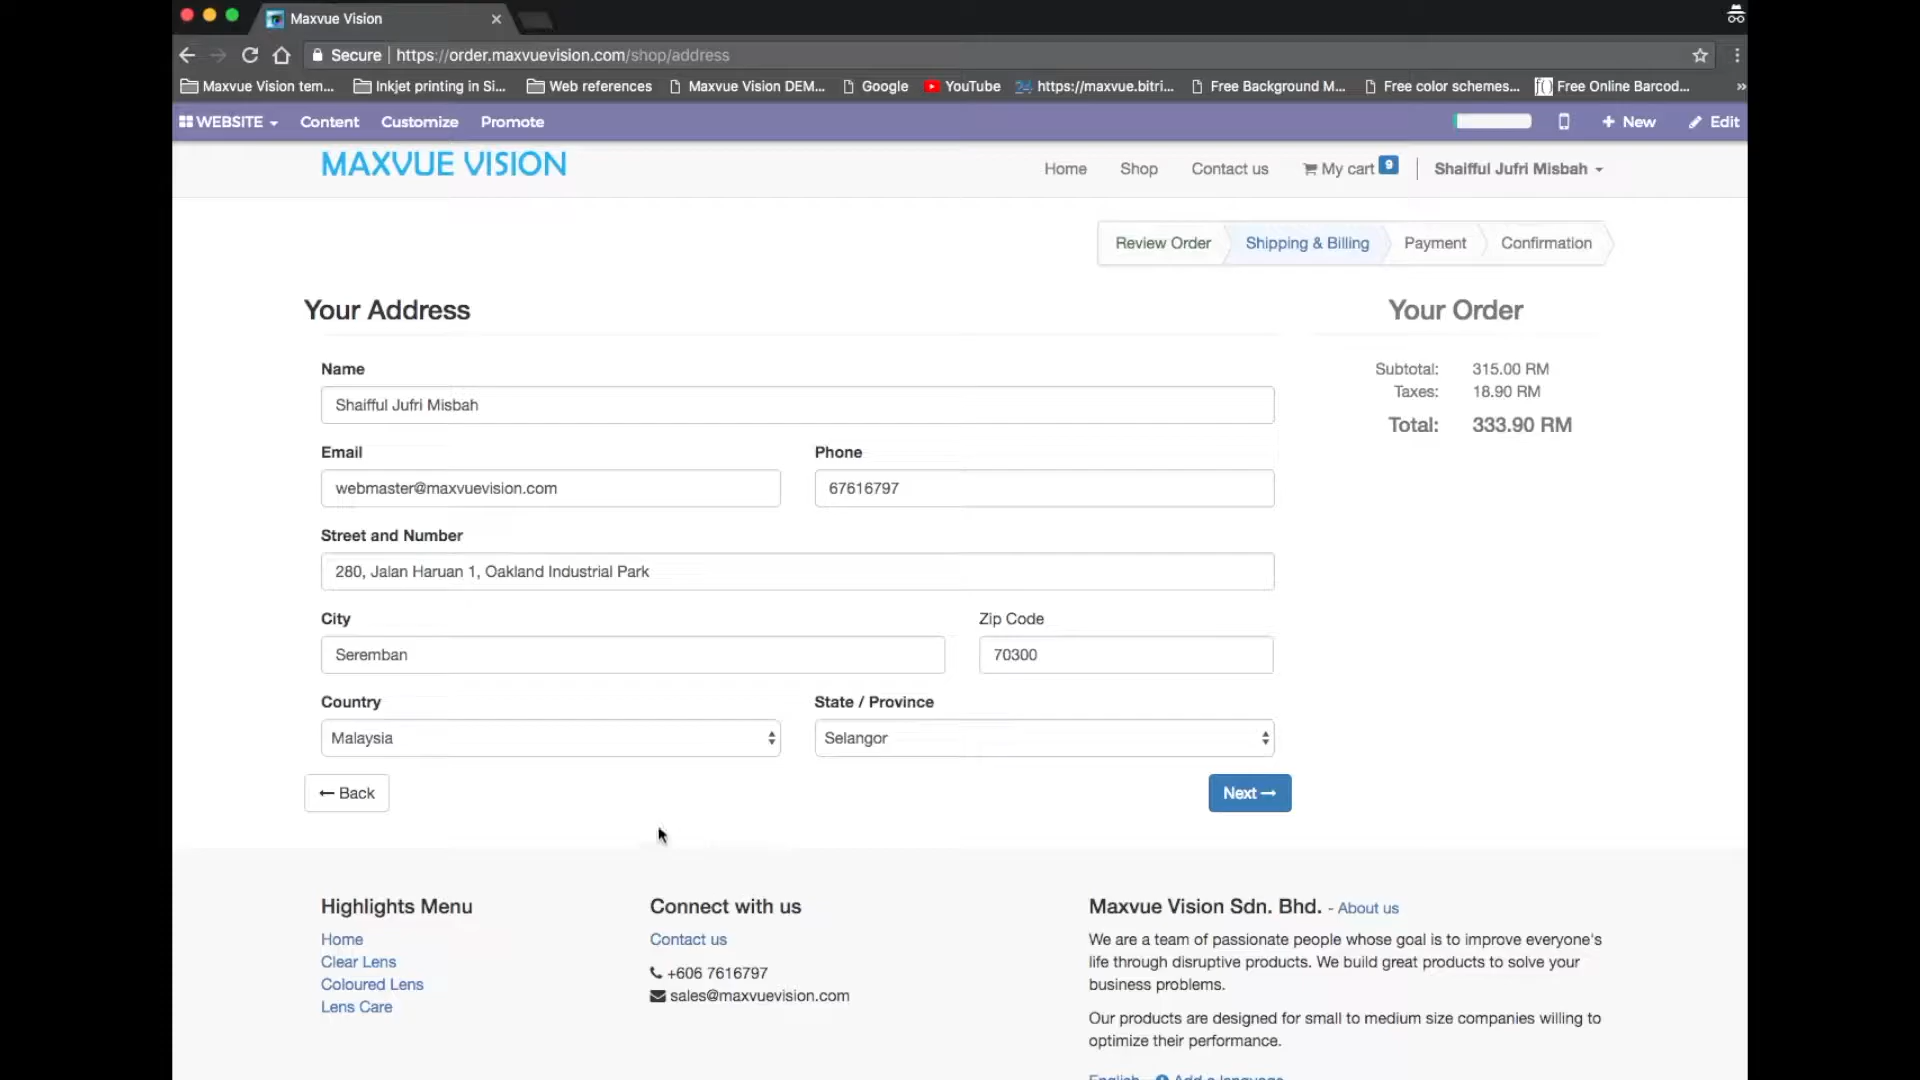 Maxvue Vision
Secure | https://order.maxvuevision.com/shop/address
Maxvue Vision tem... Inkjet printing in Si... Web references Maxvue Vision DEM... Google YouTube https://maxvue.bitri... Free Background M... Free color schemes... Free Online Barcod... »
WEBSITE Content Customize Promote + New Edit
MAXVUE VISION
Home Shop Contact us My cart 9 Shaifful Jufri Misbah
Review Order Shipping & Billing Payment Confirmation
Your Address
Your Order
Name
Shaifful Jufri Misbah
Subtotal: 315.00 RM
Taxes: 18.90 RM
Total: 333.90 RM
Email Phone
webmaster@maxvuevision.com 67616797
Street and Number
280, Jalan Haruan 1, Oakland Industrial Park
City Zip Code
Seremban 70300
Country State / Province
Malaysia Selangor
← Back Next →
Highlights Menu
Home
Clear Lens
Coloured Lens
Lens Care
Connect with us
Contact us
+606 7616797
sales@maxvuevision.com
Maxvue Vision Sdn. Bhd. - About us
We are a team of passionate people whose goal is to improve everyone's
life through disruptive products. We build great products to solve your
business problems.
Our products are designed for small to medium size companies willing to
optimize their performance.
English Add a language